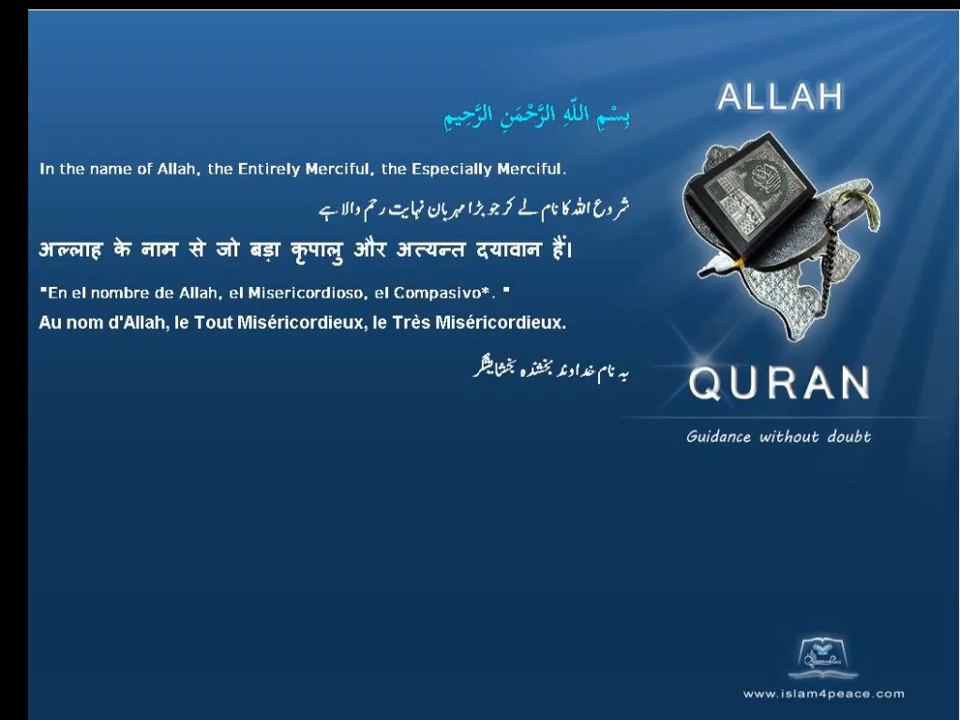 بِسْمِ اللَّهِ الرَّحْمَنِ الرَّحِيمِ
In the name of Allah, the Entirely Merciful, the Especially Merciful.
شروع اللہ کا نام لے کر جو بڑا مہربان نہایت رحم والا ہے
अल्लाह के नाम से जो बड़ा कृपालु और अत्यन्त दयावान हैं।
"En el nombre de Allah, el Misericordioso, el Compasivo*. "
Au nom d'Allah, le Tout Miséricordieux, le Très Miséricordieux.
به نام خداوند بخشنده بخشایشگر
ALLAH
QURAN
Guidance without doubt
www.islam4peace.com